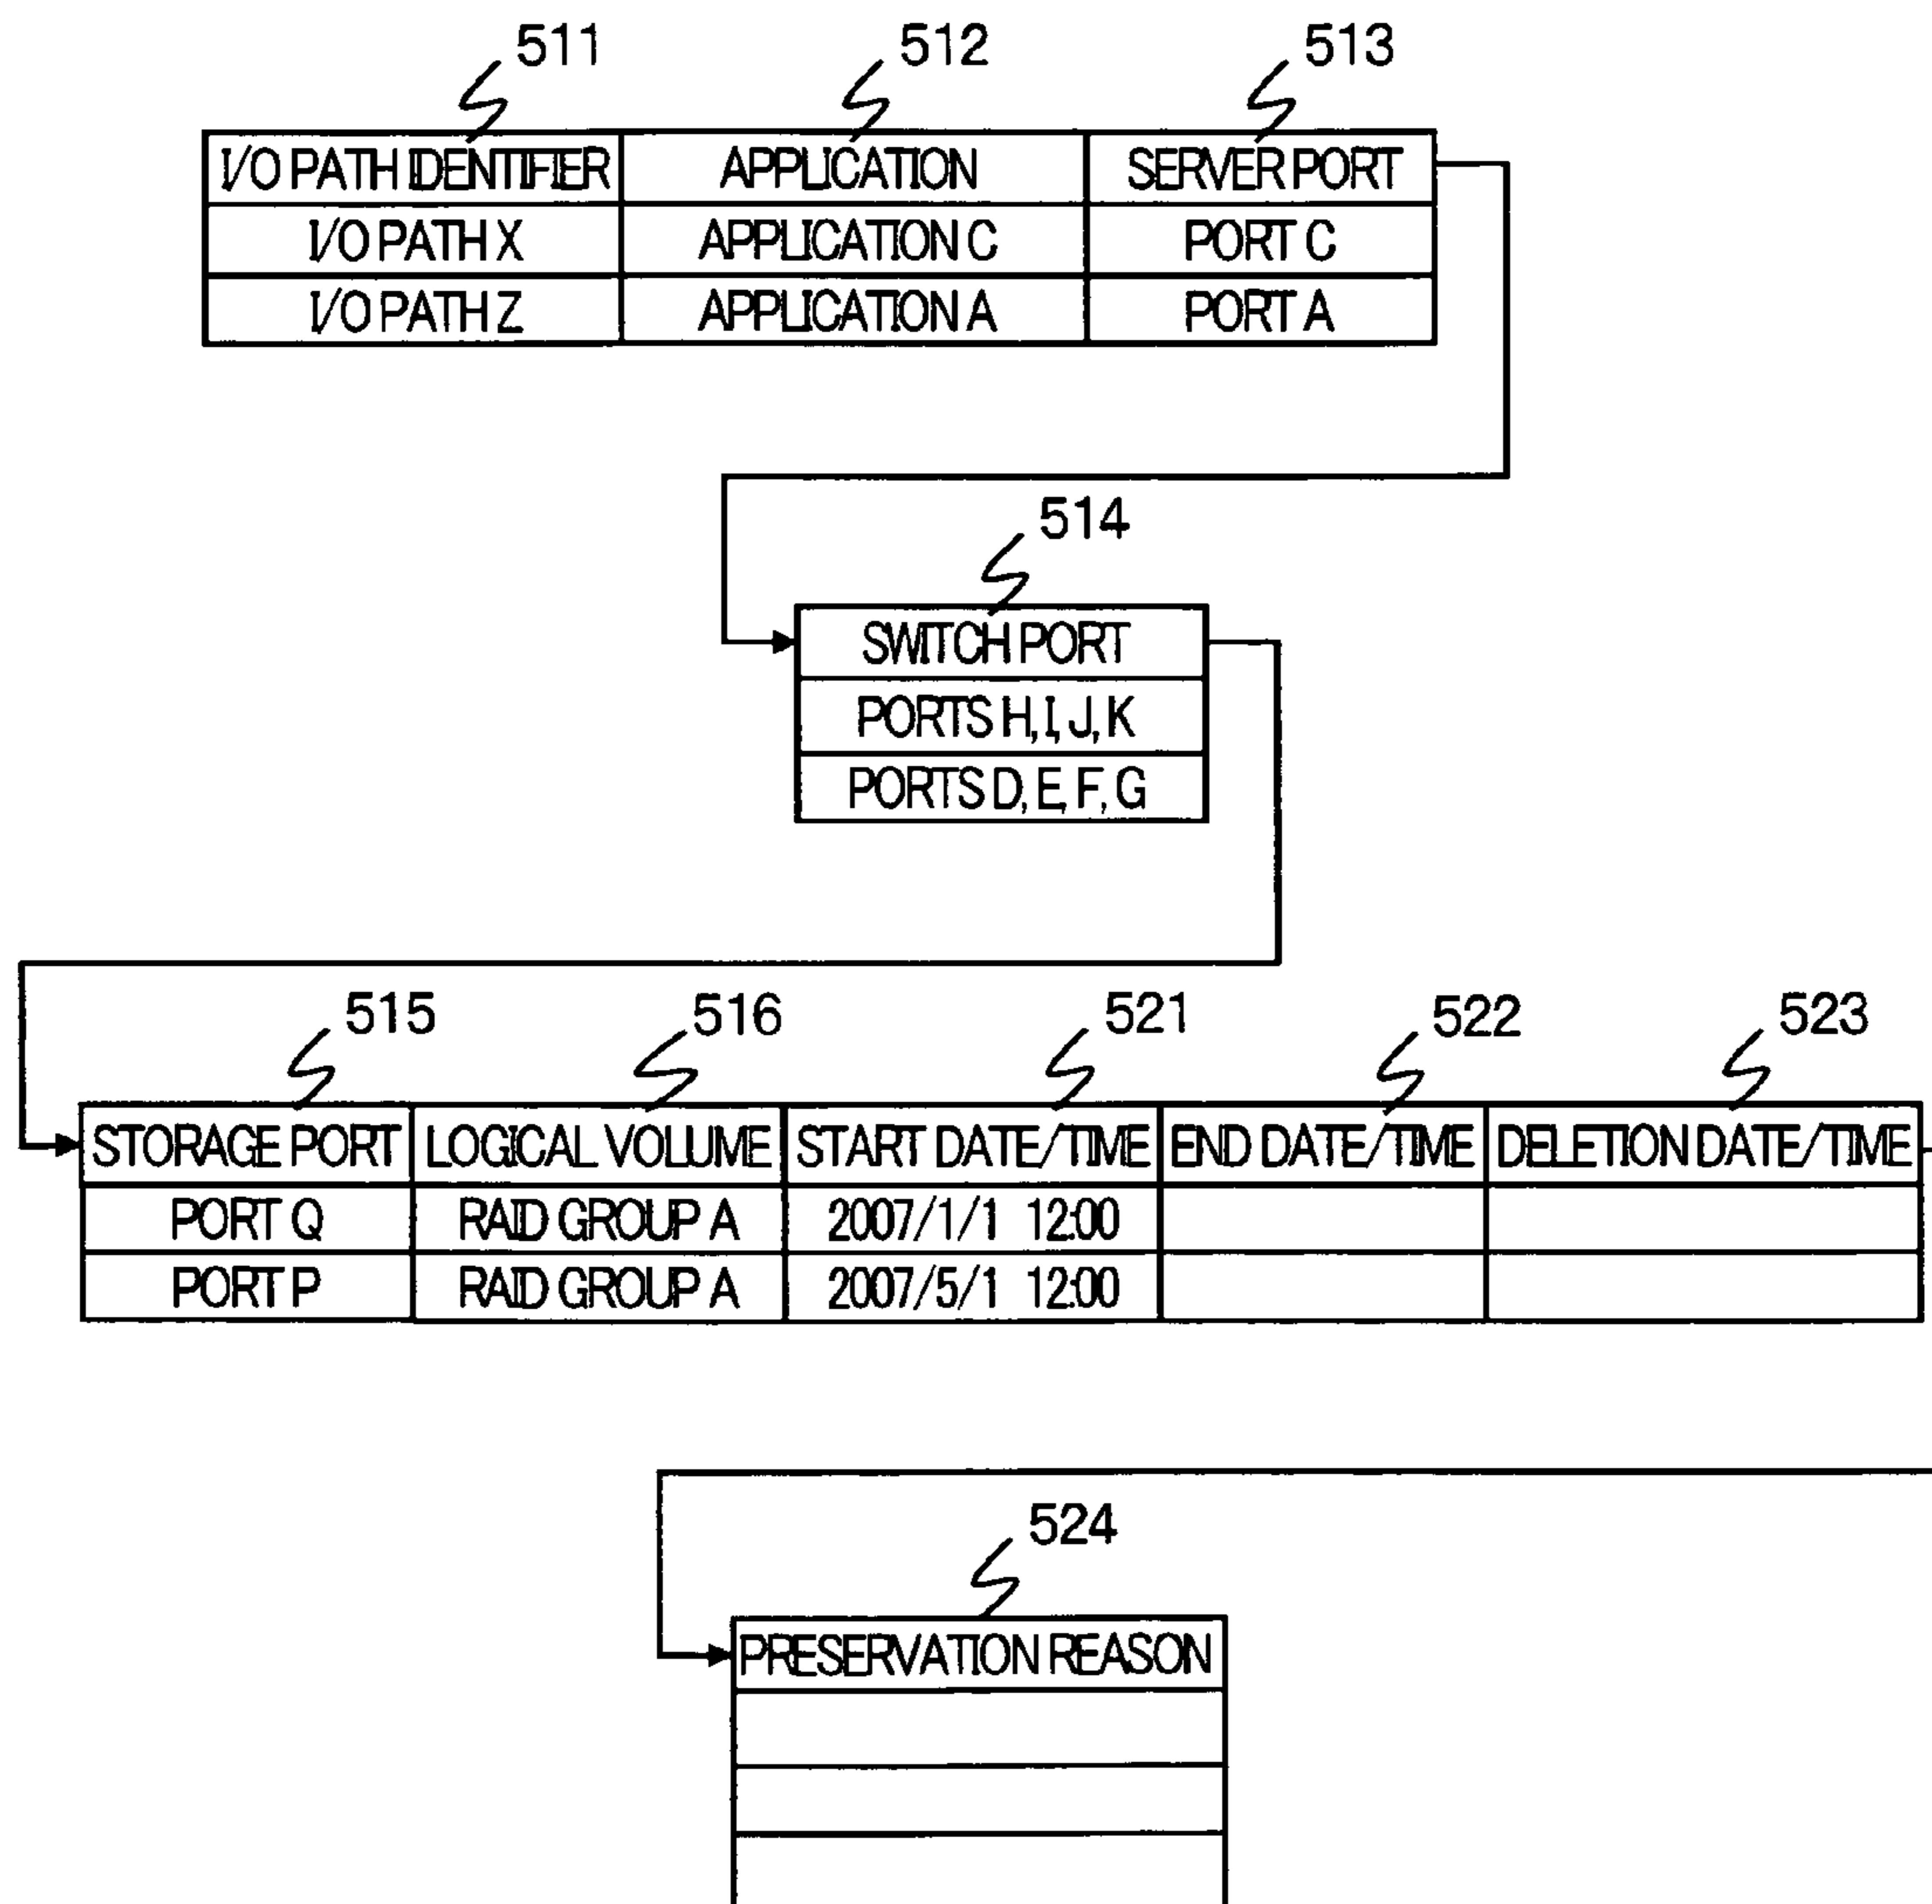 511 512 513
I/O PATH IDENTIFIER APPLICATION SERVER PORT
I/O PATH X APPLICATION C PORT C
I/O PATH Z APPLICATION A PORT A
514
SWITCH PORT
PORTS H, I, J, K
PORTS D, E, F, G
515 516 521 522 523
STORAGE PORT LOGICAL VOLUME START DATE/TIME END DATE/TIME DELETION DATE/TIME
PORT Q RAID GROUP A 2007/1/1 12:00
PORT P RAID GROUP A 2007/5/1 12:00
524
PRESERVATION REASON